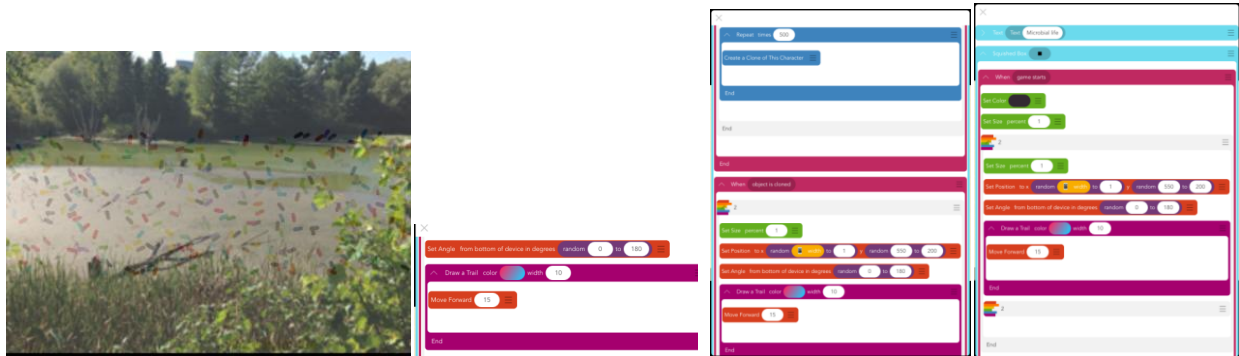 Set Angle from bottom of device in degrees random 0 to 180
Draw a Trail color width 10
Move Forward 15
End
Repeat times 500
Create a Clone of This Character
End
End
End
When object is cloned
2
Set Size percent 1
Set Position to x random width to 1 y random 550 to 200
Set Angle from bottom of device in degrees random 0 to 180
Draw a Trail color width 10
Move Forward 15
End
Text Text Microbial life
Squished Box
When game starts
Set Color
Set Size percent 1
2
Set Size percent 1
Set Position to x random width to 1 y random 550 to 200
Set Angle from bottom of device in degrees random 0 to 180
Draw a Trail color width 10
Move Forward 15
End
2
End